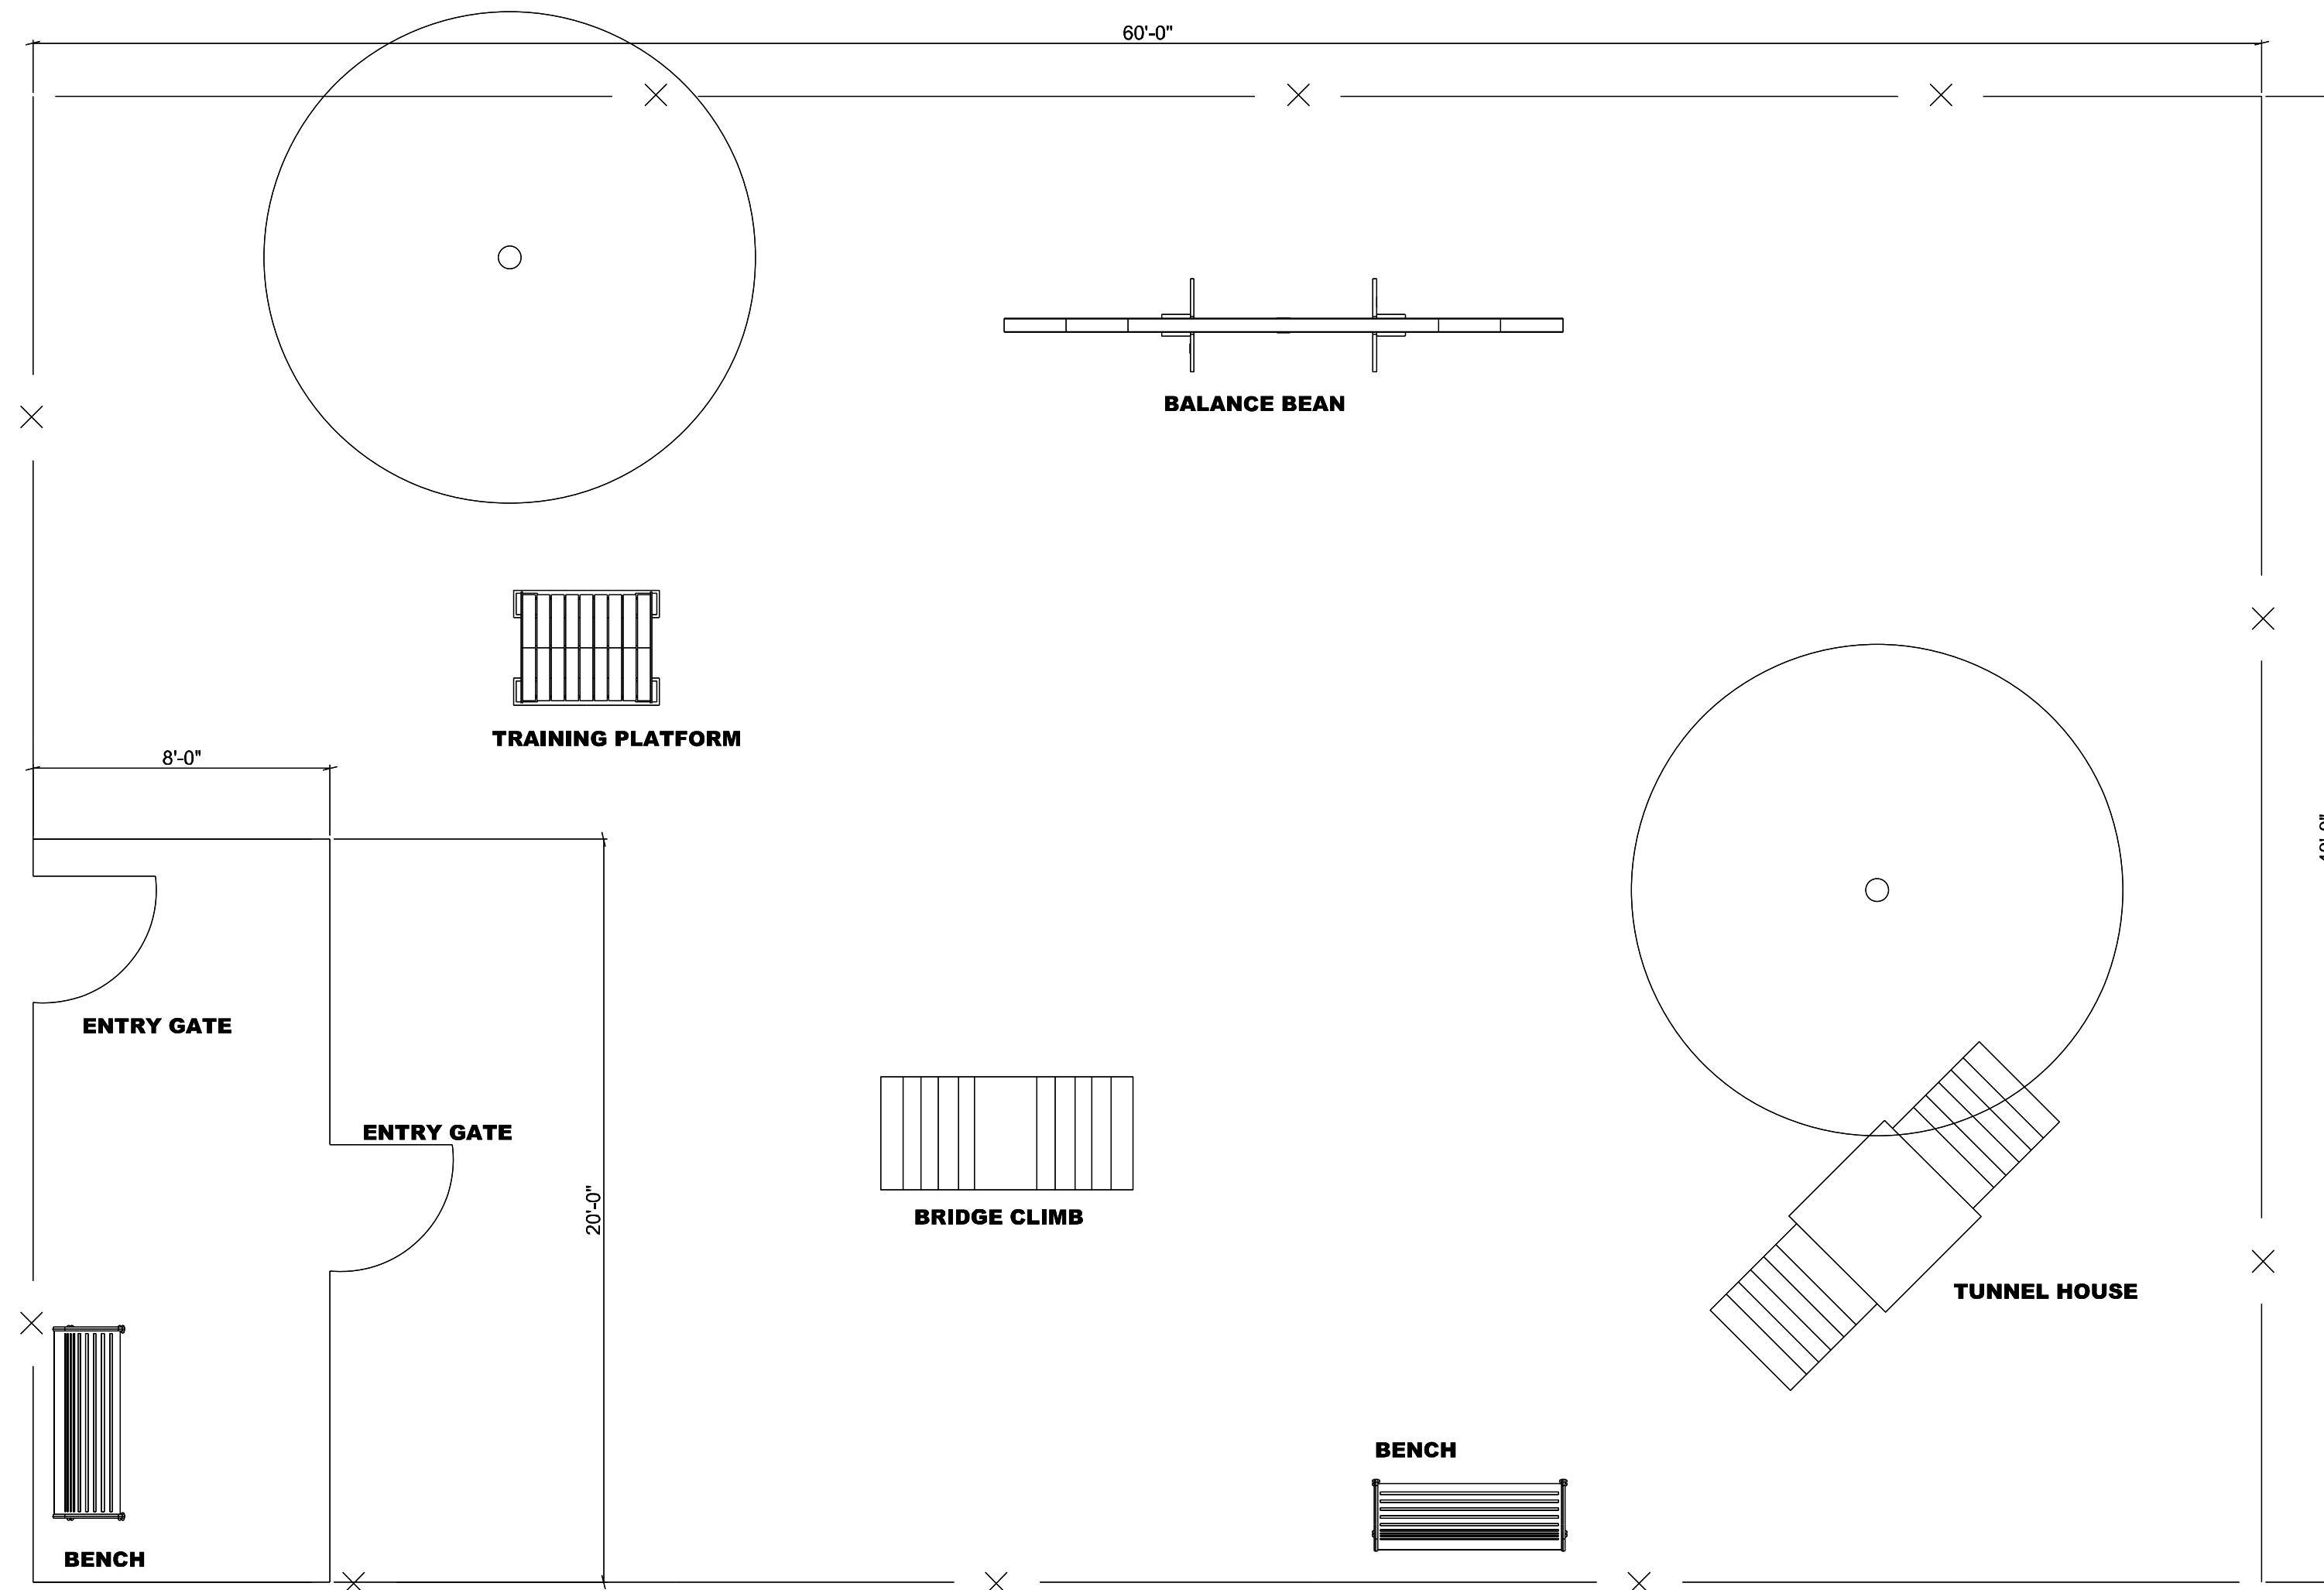 60'-0"
BALANCE BEAN
TRAINING PLATFORM
8'-0"
ENTRY GATE
ENTRY GATE
20'-0"
BRIDGE CLIMB
TUNNEL HOUSE
BENCH
BENCH